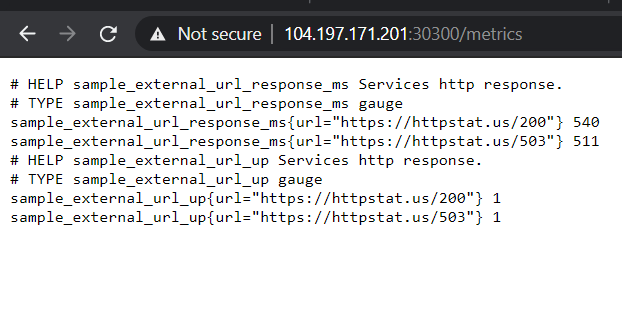 Not secure | 104.197.171.201:30300/metrics
# HELP sample_external_url_response_ms Services http response.
# TYPE sample_external_url_response_ms gauge
sample_external_url_response_ms{url="https://httpstat.us/200"} 540
sample_external_url_response_ms{url="https://httpstat.us/503"} 511
# HELP sample_external_url_up Services http response.
# TYPE sample_external_url_up gauge
sample_external_url_up{url="https://httpstat.us/200"} 1
sample_external_url_up{url="https://httpstat.us/503"} 1